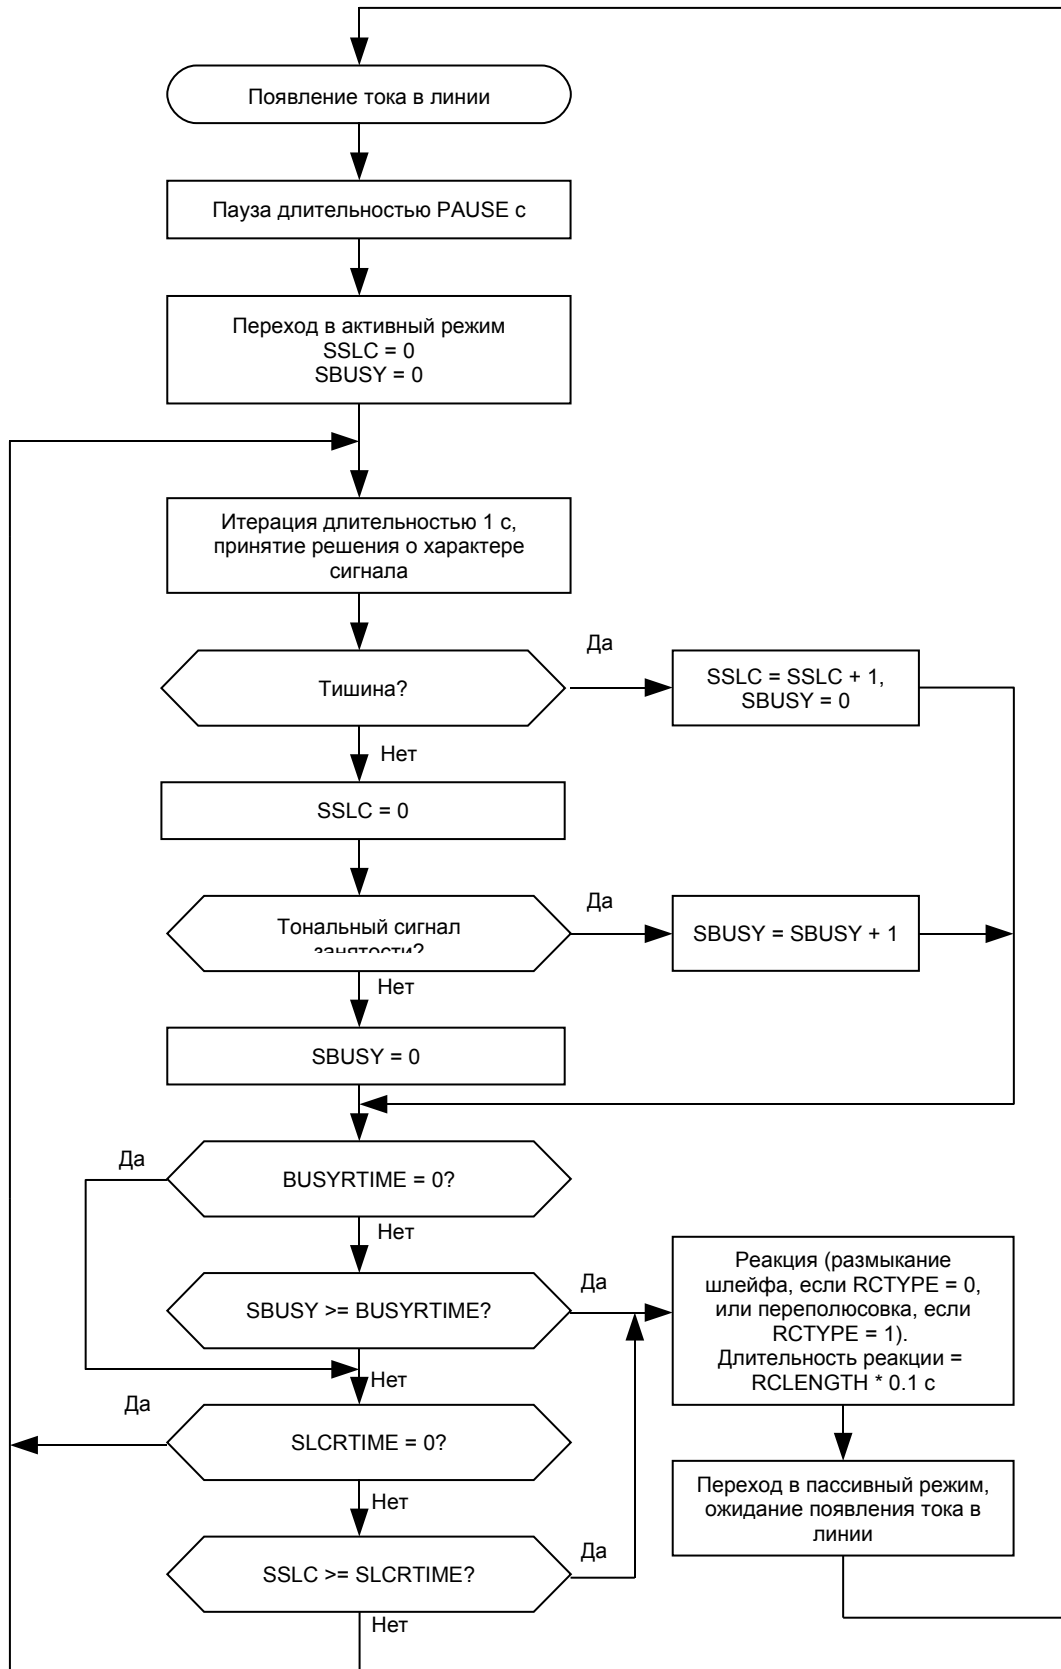 Появление тока в линии
Пауза длительностью PAUSE с
Переход в активный режим
SSLC = 0
SBUSY = 0
Итерация длительностью 1 с,
принятие решения о характере
сигнала
Тишина?
Да
SSLC = SSLC + 1,
SBUSY = 0
Нет
SSLC = 0
Тональный сигнал
занятости?
Да
SBUSY = SBUSY + 1
Нет
SBUSY = 0
Да
BUSYRTIME = 0?
Нет
SBUSY >= BUSYRTIME?
Да
Реакция (размыкание
шлейфа, если RCTYPE = 0,
или переполюсовка, если
RCTYPE = 1).
Длительность реакции =
RCLENGTH * 0.1 с
Нет
Да
SLCRTIME = 0?
Нет
Переход в пассивный режим,
ожидание появления тока в
линии
SSLC >= SLCRTIME?
Да
Нет